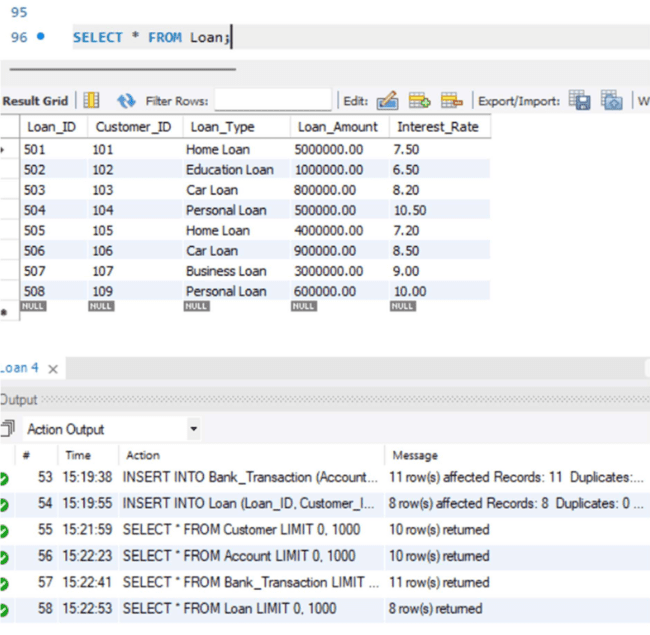 95
96 SELECT * FROM Loan;
Result Grid Filter Rows: Edit: Export/Import: W
Loan_ID Customer_ID Loan_Type Loan_Amount Interest_Rate
501 101 Home Loan 5000000.00 7.50
502 102 Education Loan 1000000.00 6.50
503 103 Car Loan 800000.00 8.20
504 104 Personal Loan 500000.00 10.50
505 105 Home Loan 4000000.00 7.20
506 106 Car Loan 900000.00 8.50
507 107 Business Loan 3000000.00 9.00
508 109 Personal Loan 600000.00 10.00
NULL NULL NULL NULL NULL
Loan 4
Output
Action Output
# Time Action Message
53 15:19:38 INSERT INTO Bank_Transaction (Account... 11 row(s) affected Records: 11 Duplicates:...
54 15:19:55 INSERT INTO Loan (Loan_ID, Customer_I... 8 row(s) affected Records: 8 Duplicates: 0 ...
55 15:21:59 SELECT * FROM Customer LIMIT 0, 1000 10 row(s) returned
56 15:22:23 SELECT * FROM Account LIMIT 0, 1000 10 row(s) returned
57 15:22:41 SELECT * FROM Bank_Transaction LIMIT ... 11 row(s) returned
58 15:22:53 SELECT * FROM Loan LIMIT 0, 1000 8 row(s) returned